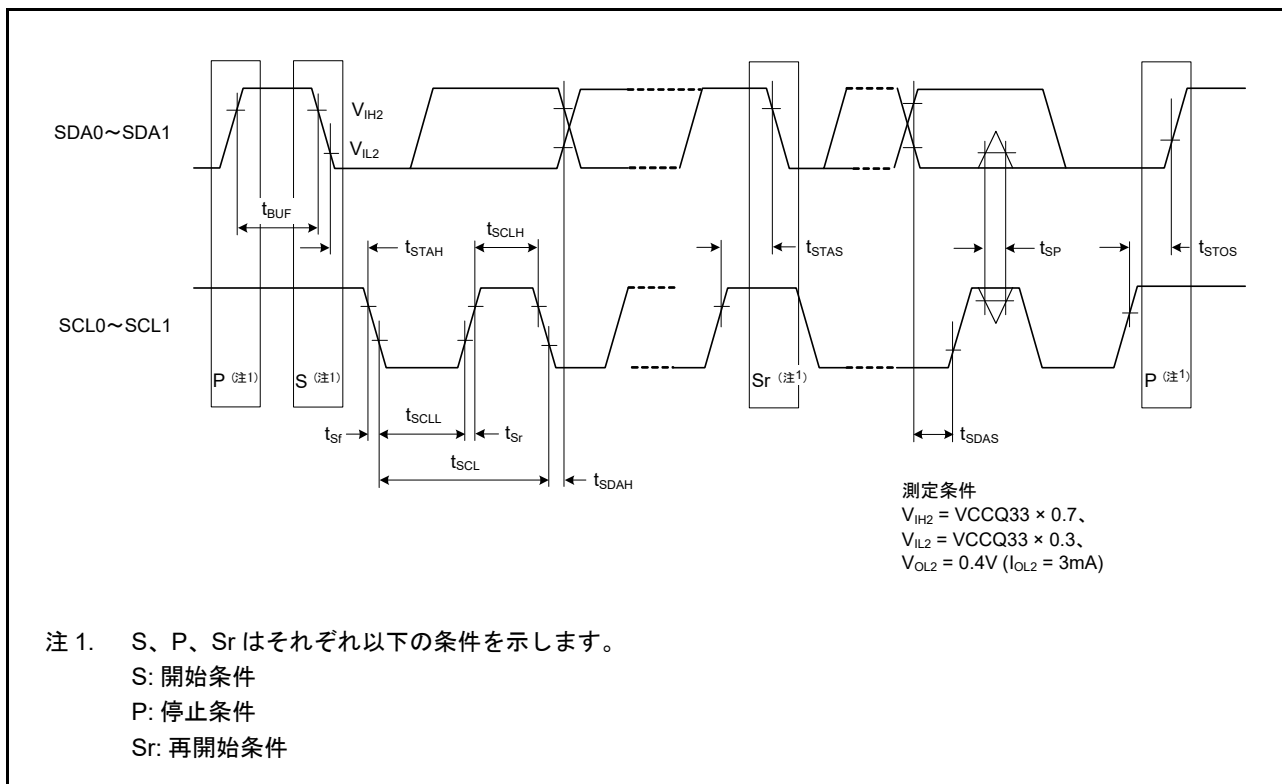 SDA0～SDA1
V_IH2
V_IL2
t_BUF
t_STAH
t_SCLH
t_STAS
t_SP
t_STOS
SCL0～SCL1
P（注1）
S（注1）
Sr（注1）
P（注1）
t_Sf
t_SCLL
t_Sr
t_SCL
t_SDAH
t_SDAS
測定条件
V_IH2 = VCCQ33 × 0.7、
V_IL2 = VCCQ33 × 0.3、
V_OL2 = 0.4V (I_OL2 = 3mA)
注 1. S、P、Sr はそれぞれ以下の条件を示します。
S: 開始条件
P: 停止条件
Sr: 再開始条件